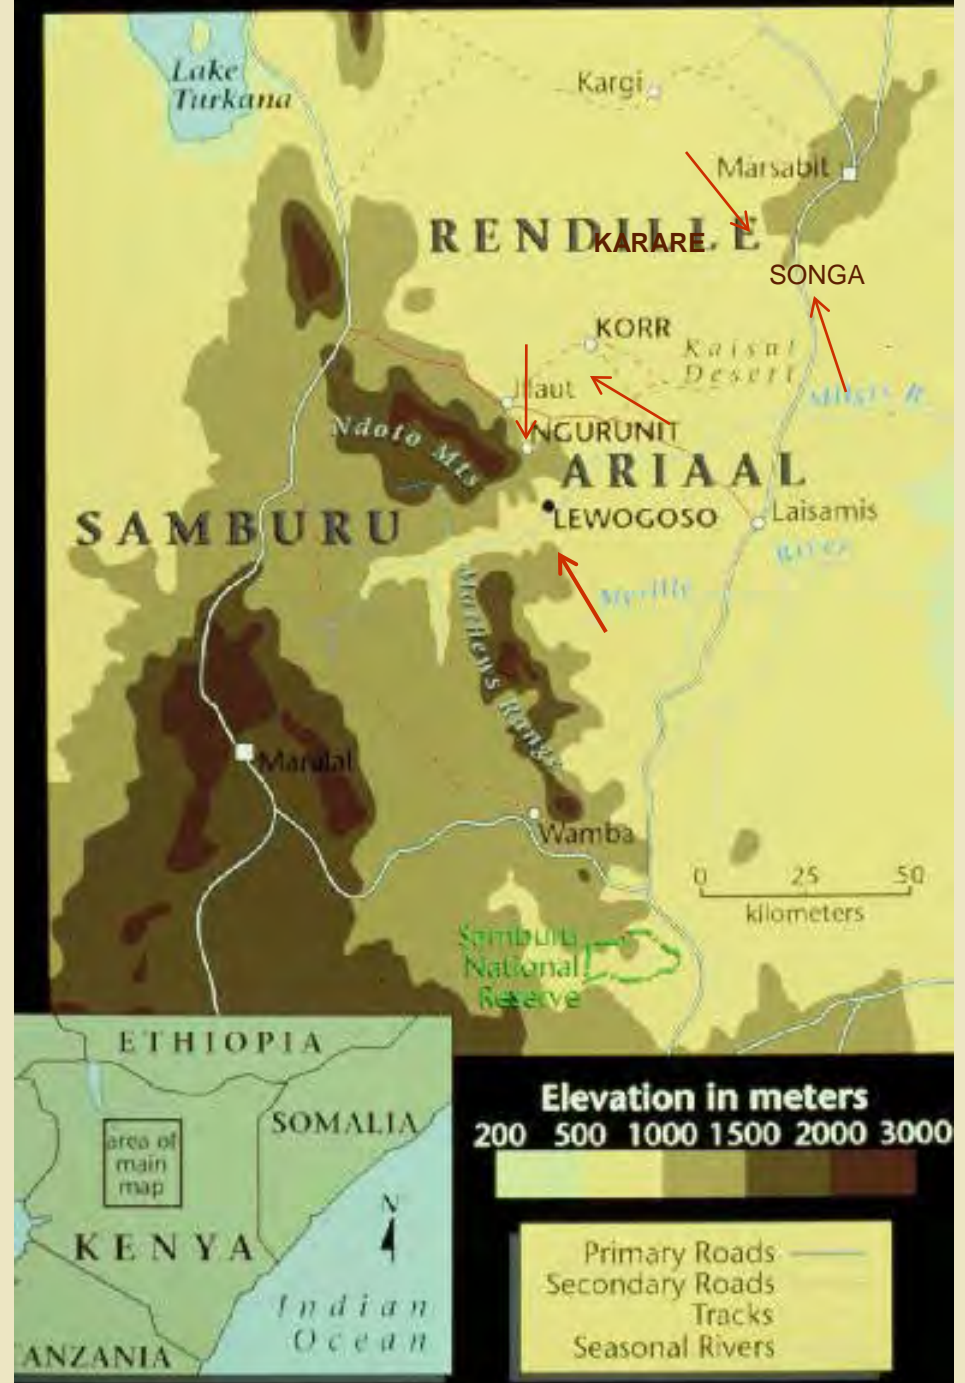 Lake
Turkana
Kargi
Marsabit
RENDILLE
KARARE
SONGA
KORR
Kaisut
Desert
Ilaut
Milgis R.
Ndoto Mts
NGURUNIT
ARIAAL
SAMBURU
LEWOGOSO
Laisamis
River
Merille
Mathews Range
Maralal
Wamba
0 25 50
kilometers
Samburu
National
Reserve
ETHIOPIA
SOMALIA
area of
main
map
N
KENYA
Indian
Ocean
TANZANIA
Elevation in meters
200 500 1000 1500 2000 3000
Primary Roads
Secondary Roads
Tracks
Seasonal Rivers